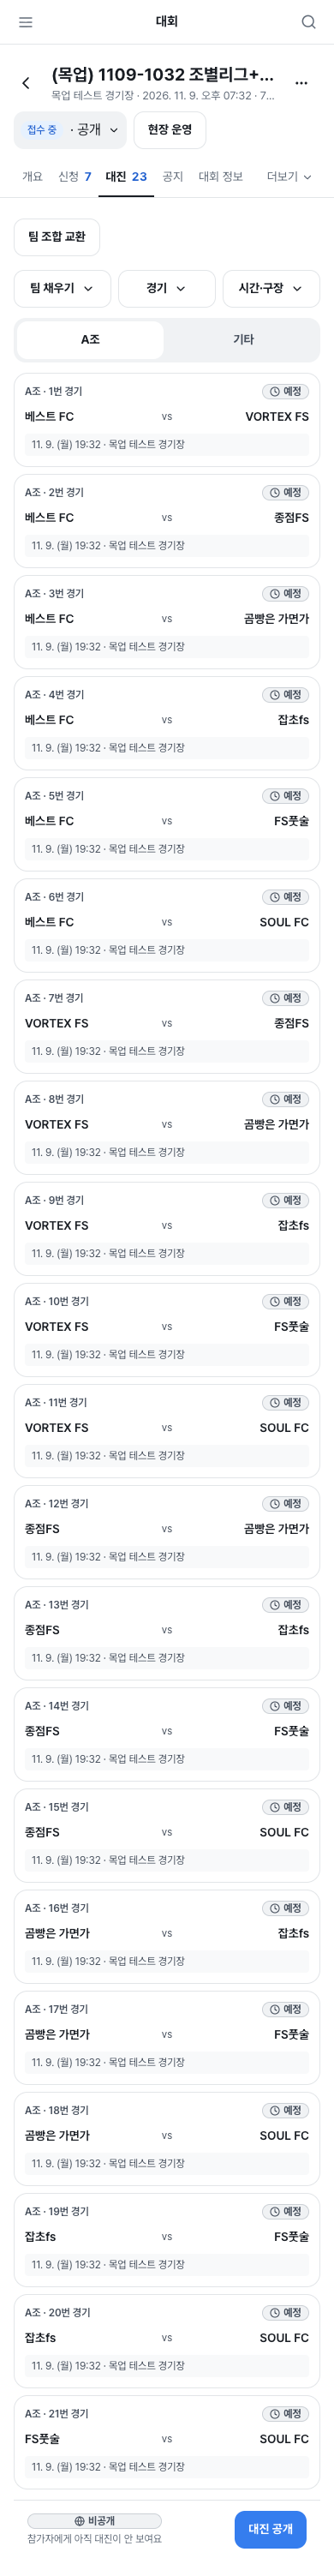 대회
(목업) 1109-1032 조별리그+...
목업 테스트 경기장 · 2026. 11. 9. 오후 07:32 · 7...
접수 중 · 공개 현장 운영
개요 신청 7 대진 23 공지 대회 정보 더보기
팀 조합 교환
팀 채우기 경기 시간·구장
A조 기타
A조 · 1번 경기 예정
베스트 FC vs VORTEX FS
11. 9. (월) 19:32 · 목업 테스트 경기장
A조 · 2번 경기 예정
베스트 FC vs 종점FS
11. 9. (월) 19:32 · 목업 테스트 경기장
A조 · 3번 경기 예정
베스트 FC vs 곰빵은 가면가
11. 9. (월) 19:32 · 목업 테스트 경기장
A조 · 4번 경기 예정
베스트 FC vs 잡초fs
11. 9. (월) 19:32 · 목업 테스트 경기장
A조 · 5번 경기 예정
베스트 FC vs FS풋술
11. 9. (월) 19:32 · 목업 테스트 경기장
A조 · 6번 경기 예정
베스트 FC vs SOUL FC
11. 9. (월) 19:32 · 목업 테스트 경기장
A조 · 7번 경기 예정
VORTEX FS vs 종점FS
11. 9. (월) 19:32 · 목업 테스트 경기장
A조 · 8번 경기 예정
VORTEX FS vs 곰빵은 가면가
11. 9. (월) 19:32 · 목업 테스트 경기장
A조 · 9번 경기 예정
VORTEX FS vs 잡초fs
11. 9. (월) 19:32 · 목업 테스트 경기장
A조 · 10번 경기 예정
VORTEX FS vs FS풋술
11. 9. (월) 19:32 · 목업 테스트 경기장
A조 · 11번 경기 예정
VORTEX FS vs SOUL FC
11. 9. (월) 19:32 · 목업 테스트 경기장
A조 · 12번 경기 예정
종점FS vs 곰빵은 가면가
11. 9. (월) 19:32 · 목업 테스트 경기장
A조 · 13번 경기 예정
종점FS vs 잡초fs
11. 9. (월) 19:32 · 목업 테스트 경기장
A조 · 14번 경기 예정
종점FS vs FS풋술
11. 9. (월) 19:32 · 목업 테스트 경기장
A조 · 15번 경기 예정
종점FS vs SOUL FC
11. 9. (월) 19:32 · 목업 테스트 경기장
A조 · 16번 경기 예정
곰빵은 가면가 vs 잡초fs
11. 9. (월) 19:32 · 목업 테스트 경기장
A조 · 17번 경기 예정
곰빵은 가면가 vs FS풋술
11. 9. (월) 19:32 · 목업 테스트 경기장
A조 · 18번 경기 예정
곰빵은 가면가 vs SOUL FC
11. 9. (월) 19:32 · 목업 테스트 경기장
A조 · 19번 경기 예정
잡초fs vs FS풋술
11. 9. (월) 19:32 · 목업 테스트 경기장
A조 · 20번 경기 예정
잡초fs vs SOUL FC
11. 9. (월) 19:32 · 목업 테스트 경기장
A조 · 21번 경기 예정
FS풋술 vs SOUL FC
11. 9. (월) 19:32 · 목업 테스트 경기장
비공개
참가자에게 아직 대진이 안 보여요
대진 공개